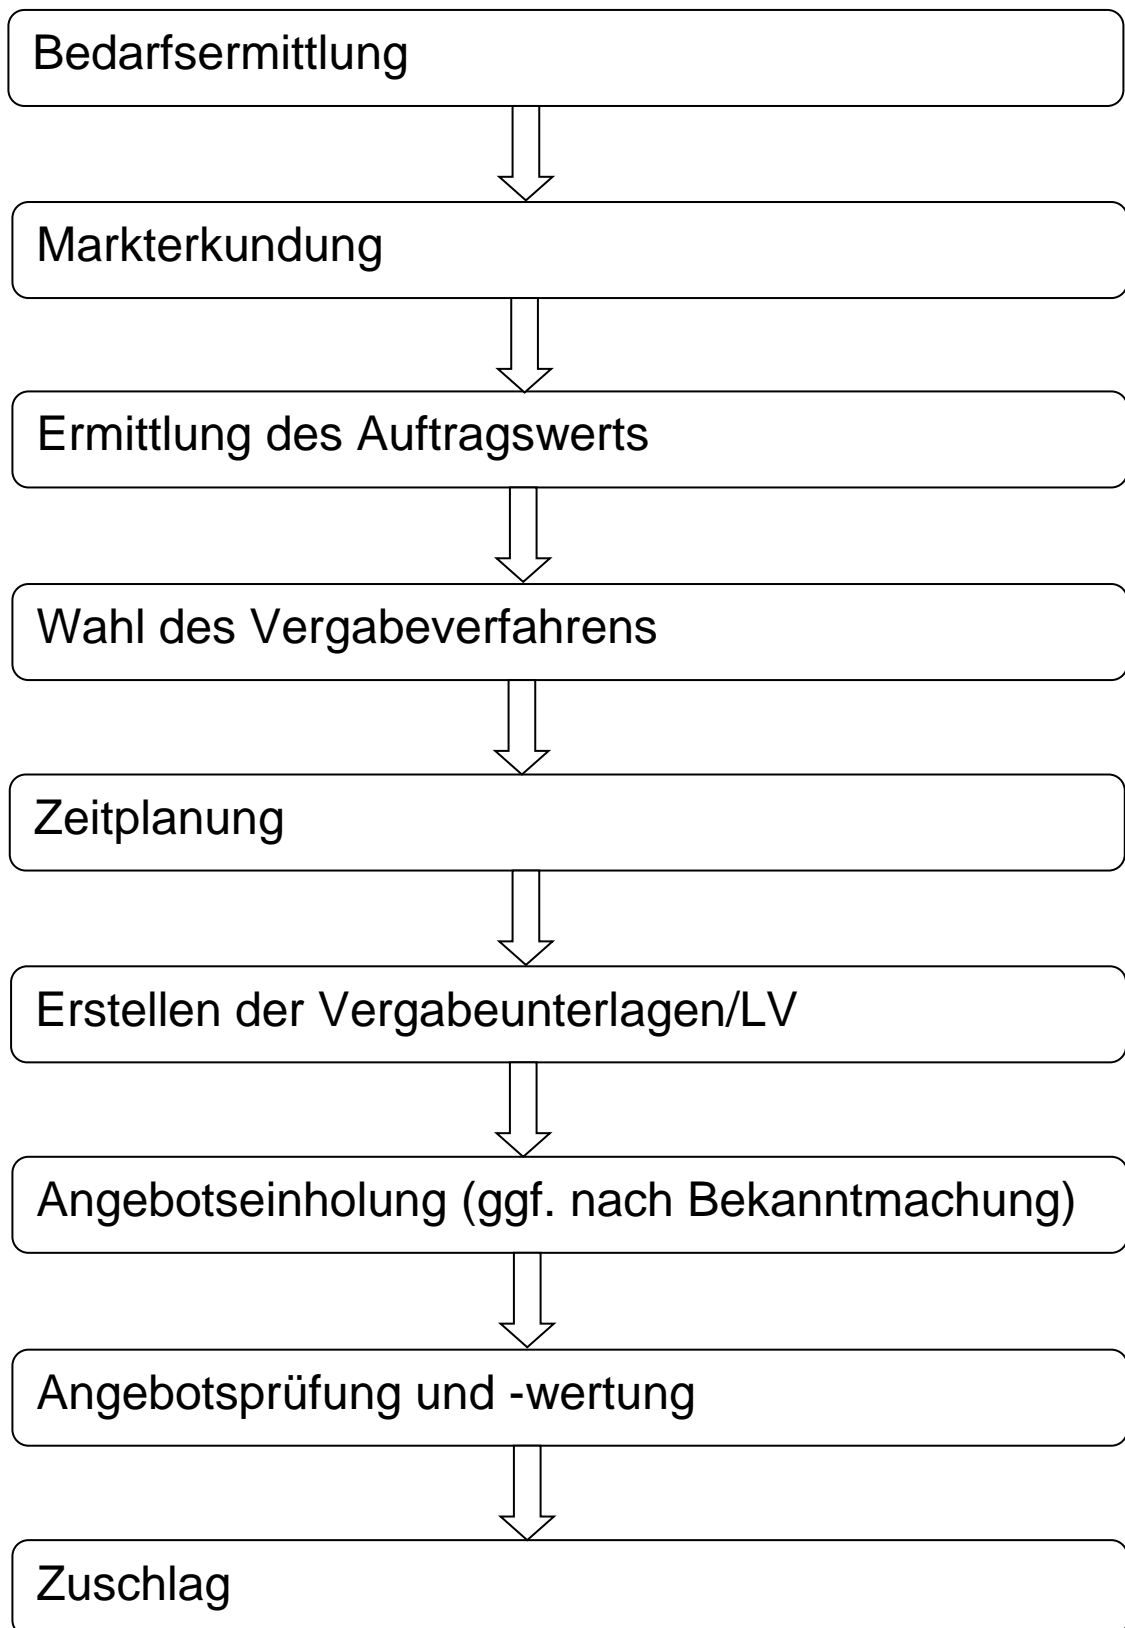 Bedarfsermittlung
Markterkundung
Ermittlung des Auftragswerts
Wahl des Vergabeverfahrens
Zeitplanung
Erstellen der Vergabeunterlagen/LV
Angebotseinholung (ggf. nach Bekanntmachung)
Angebotsprüfung und -wertung
Zuschlag